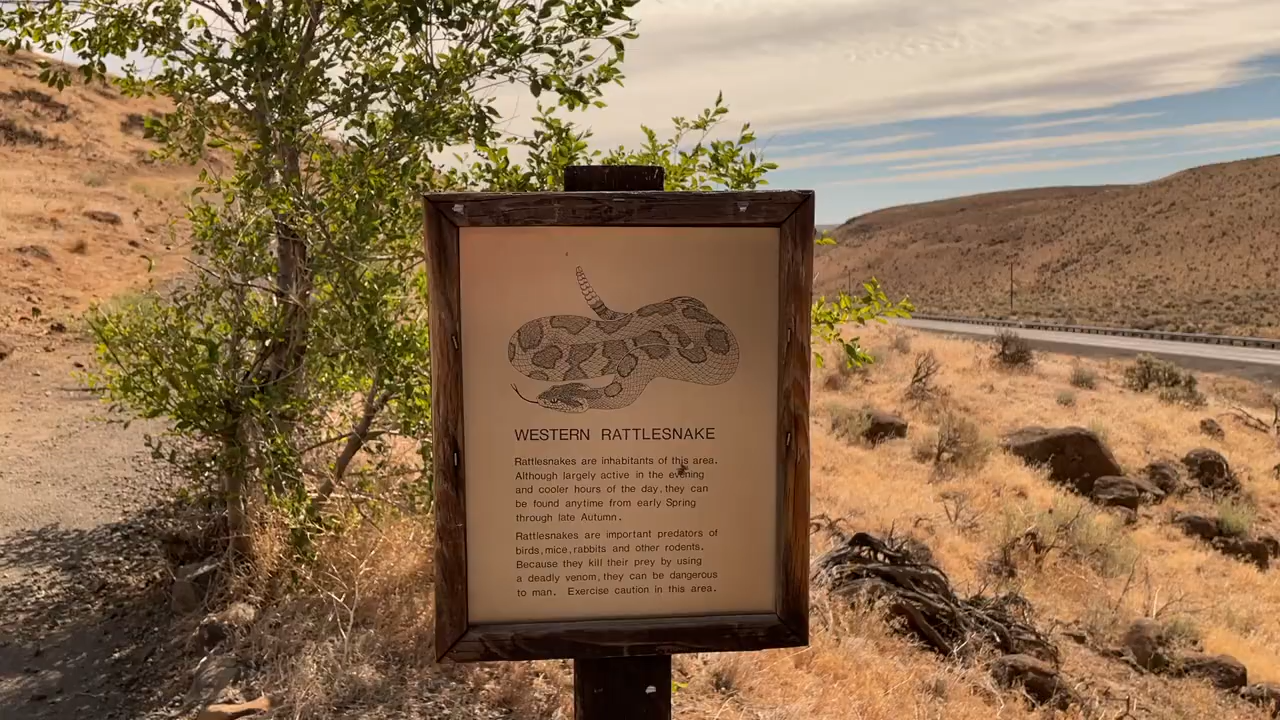 WESTERN RATTLESNAKE
Rattlesnakes are inhabitants of this area.
Although largely active in the evening
and cooler hours of the day, they can
be found anytime from early Spring
through late Autumn.
Rattlesnakes are important predators of
birds, mice, rabbits and other rodents.
Because they kill their prey by using
a deadly venom, they can be dangerous
to man. Exercise caution in this area.